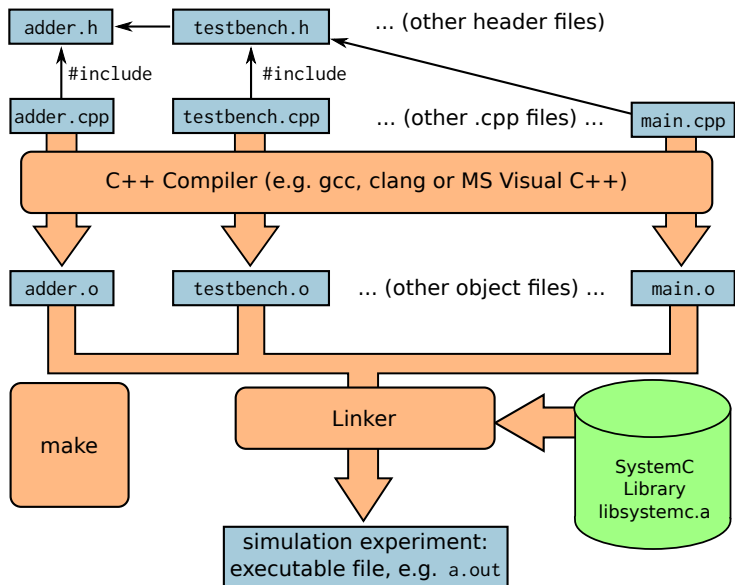 adder.h
testbench.h
... (other header files)
#include
#include
adder.cpp
testbench.cpp
... (other .cpp files) ...
main.cpp
C++ Compiler (e.g. gcc, clang or MS Visual C++)
adder.o
testbench.o
... (other object files) ...
main.o
make
Linker
SystemC
Library
libsystemc.a
simulation experiment:
executable file, e.g. a.out